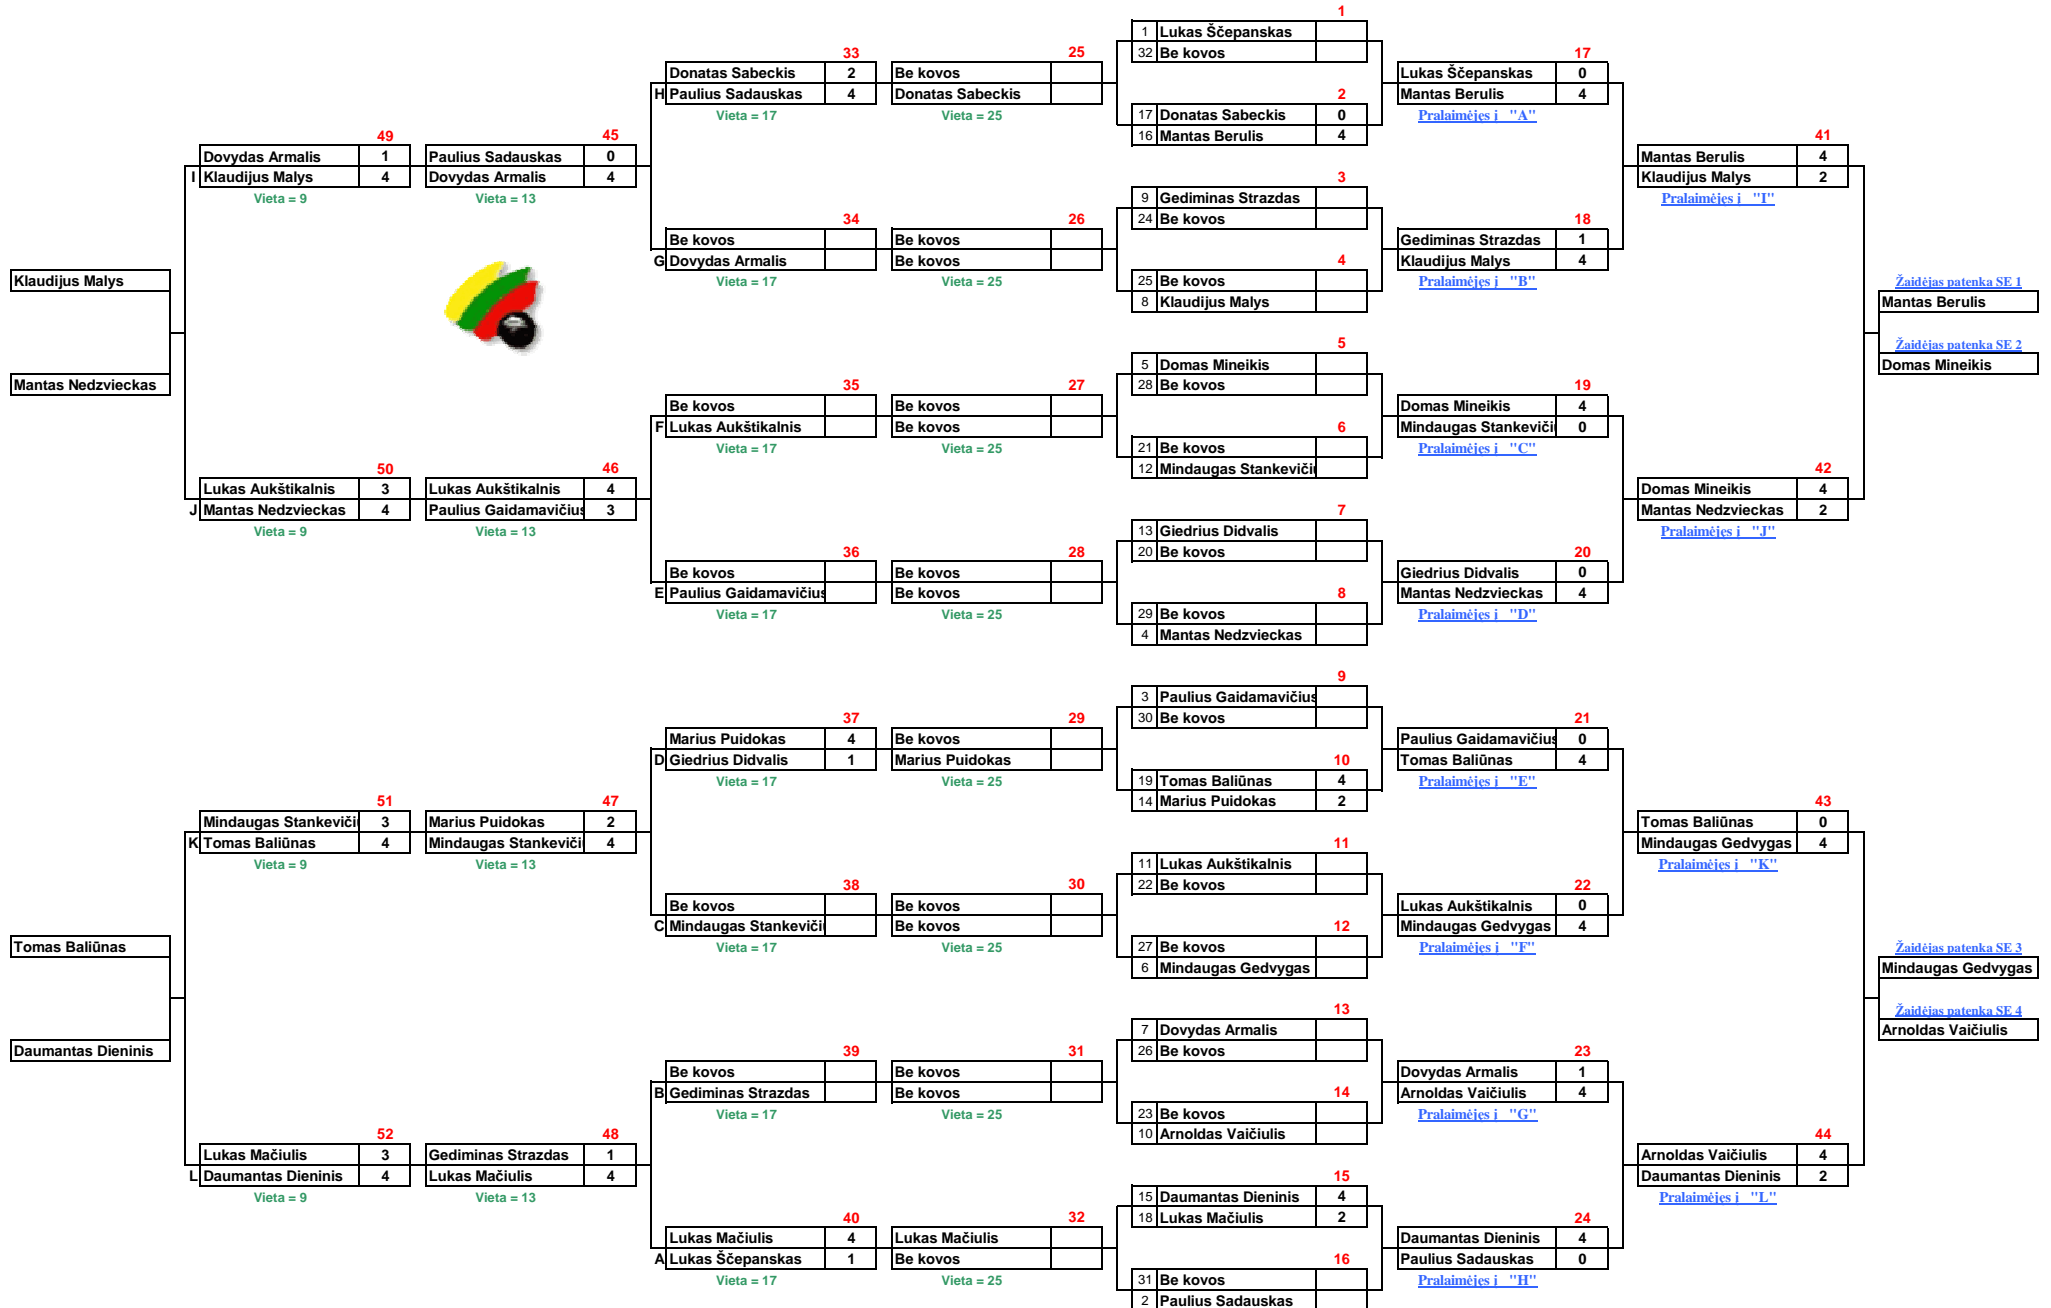 1
1 Lukas Ščepanskas
32 Be kovos
33 25 17
Donatas Sabeckis 2 Be kovos Lukas Ščepanskas 0
H Paulius Sadauskas 4 Donatas Sabeckis Mantas Berulis 4
2
Vieta = 17 Vieta = 25 17 Donatas Sabeckis 0 Pralaimėjęs į "A"
49 45 16 Mantas Berulis 4 41
Dovydas Armalis 1 Paulius Sadauskas 0 Mantas Berulis 4
I Klaudijus Malys 4 Dovydas Armalis 4 3 Klaudijus Malys 2
Vieta = 9 Vieta = 13 9 Gediminas Strazdas Pralaimėjęs į "I"
34 26 24 Be kovos 18
Be kovos Be kovos Gediminas Strazdas 1
G Dovydas Armalis Be kovos 4 Klaudijus Malys 4
Klaudijus Malys Vieta = 17 Vieta = 25 25 Be kovos Pralaimėjęs į "B" Žaidėjas patenka SE 1
8 Klaudijus Malys Mantas Berulis
5 Žaidėjas patenka SE 2
5 Domas Mineikis Domas Mineikis
Mantas Nedzvieckas 35 27 28 Be kovos 19
Be kovos Be kovos Domas Mineikis 4
F Lukas Aukštikalnis Be kovos 6 Mindaugas Stankeviči 0
Vieta = 17 Vieta = 25 21 Be kovos Pralaimėjęs į "C"
50 46 12 Mindaugas Stankeviči 42
Lukas Aukštikalnis 3 Lukas Aukštikalnis 4 Domas Mineikis 4
J Mantas Nedzvieckas 4 Paulius Gaidamavičius 3 7 Mantas Nedzvieckas 2
Vieta = 9 Vieta = 13 13 Giedrius Didvalis Pralaimėjęs į "J"
36 28 20 Be kovos 20
Be kovos Be kovos Giedrius Didvalis 0
E Paulius Gaidamavičius Be kovos 8 Mantas Nedzvieckas 4
Vieta = 17 Vieta = 25 29 Be kovos Pralaimėjęs į "D"
4 Mantas Nedzvieckas
9
3 Paulius Gaidamavičius
37 29 30 Be kovos 21
Marius Puidokas 4 Be kovos Paulius Gaidamavičius 0
D Giedrius Didvalis 1 Marius Puidokas 10 Tomas Baliūnas 4
Vieta = 17 Vieta = 25 19 Tomas Baliūnas 4 Pralaimėjęs į "E"
51 47 14 Marius Puidokas 2 43
Mindaugas Stankeviči 3 Marius Puidokas 2 Tomas Baliūnas 0
K Tomas Baliūnas 4 Mindaugas Stankeviči 4 11 Mindaugas Gedvygas 4
Vieta = 9 Vieta = 13 11 Lukas Aukštikalnis Pralaimėjęs į "K"
38 30 22 Be kovos 22
Be kovos Be kovos Lukas Aukštikalnis 0
C Mindaugas Stankeviči Be kovos 12 Mindaugas Gedvygas 4
Tomas Baliūnas Vieta = 17 Vieta = 25 27 Be kovos Pralaimėjęs į "F" Žaidėjas patenka SE 3
6 Mindaugas Gedvygas Mindaugas Gedvygas
13 Žaidėjas patenka SE 4
7 Dovydas Armalis Arnoldas Vaičiulis
Daumantas Dieninis 39 31 26 Be kovos 23
Be kovos Be kovos Dovydas Armalis 1
B Gediminas Strazdas Be kovos 14 Arnoldas Vaičiulis 4
Vieta = 17 Vieta = 25 23 Be kovos Pralaimėjęs į "G"
52 48 10 Arnoldas Vaičiulis 44
Lukas Mačiulis 3 Gediminas Strazdas 1 Arnoldas Vaičiulis 4
L Daumantas Dieninis 4 Lukas Mačiulis 4 15 Daumantas Dieninis 2
Vieta = 9 Vieta = 13 15 Daumantas Dieninis 4 Pralaimėjęs į "L"
40 32 18 Lukas Mačiulis 2 24
Lukas Mačiulis 4 Lukas Mačiulis Daumantas Dieninis 4
A Lukas Ščepanskas 1 Be kovos 16 Paulius Sadauskas 0
Vieta = 17 Vieta = 25 31 Be kovos Pralaimėjęs į "H"
2 Paulius Sadauskas